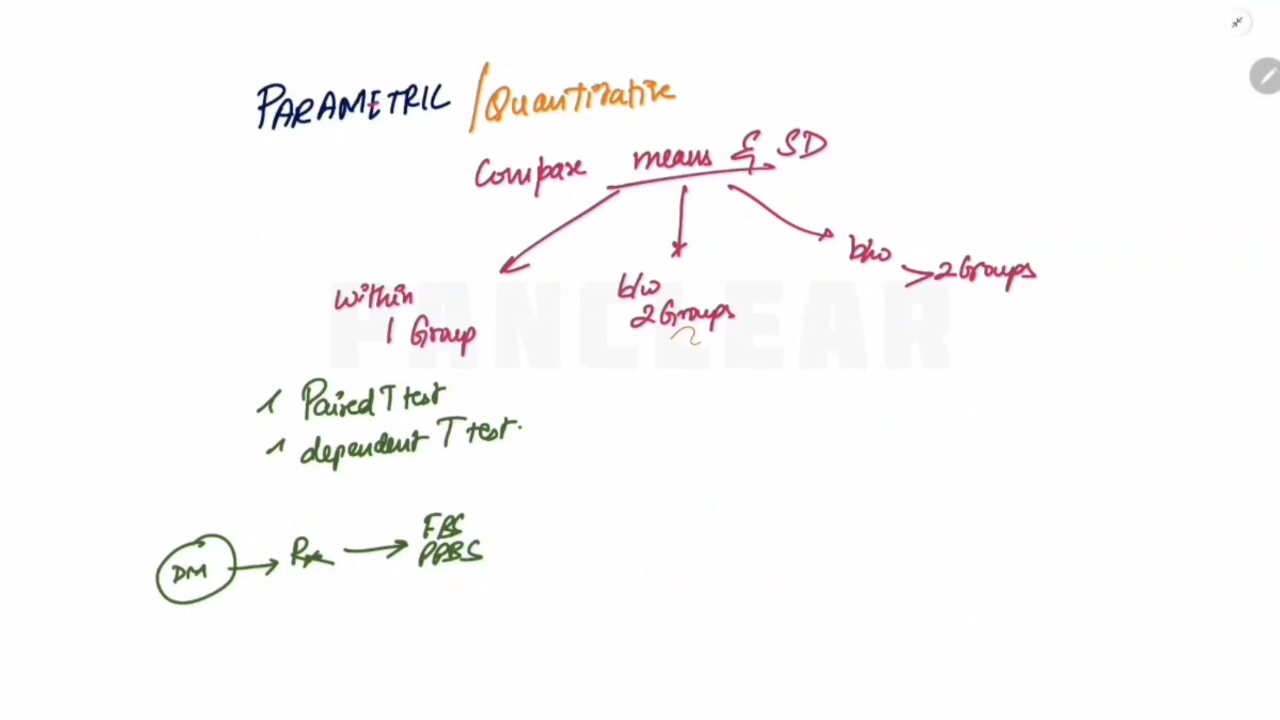 PARAMETRIC / Quantitative
Compare means & SD
within
1 Group
b/w
2 Groups
b/w
>2 Groups
Paired T test
dependent T test.
DM → Rx → FBS
PPBS
PANCLEAR